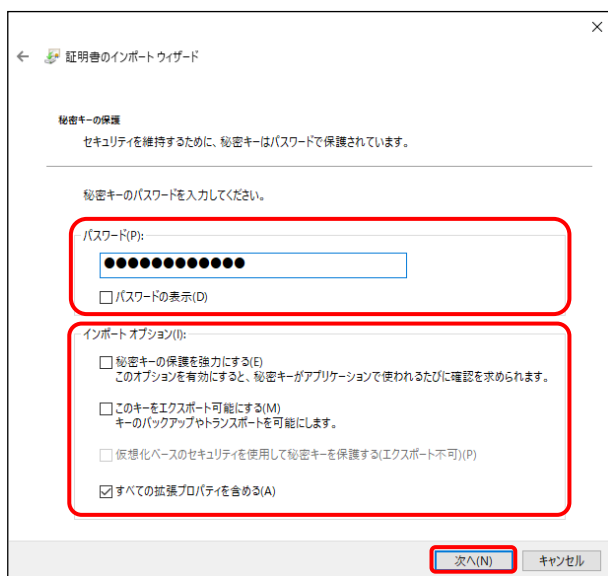 証明書のインポート ウィザード
秘密キーの保護
セキュリティを維持するために、秘密キーはパスワードで保護されています。
秘密キーのパスワードを入力してください。
パスワード(P):
●●●●●●●●●●●●
パスワードの表示(D)
インポート オプション(I):
秘密キーの保護を強力にする(E)
このオプションを有効にすると、秘密キーがアプリケーションで使われるたびに確認を求められます。
このキーをエクスポート可能にする(M)
キーのバックアップやトランスポートを可能にします。
仮想化ベースのセキュリティを使用して秘密キーを保護する(エクスポート不可)(P)
すべての拡張プロパティを含める(A)
次へ(N)
キャンセル